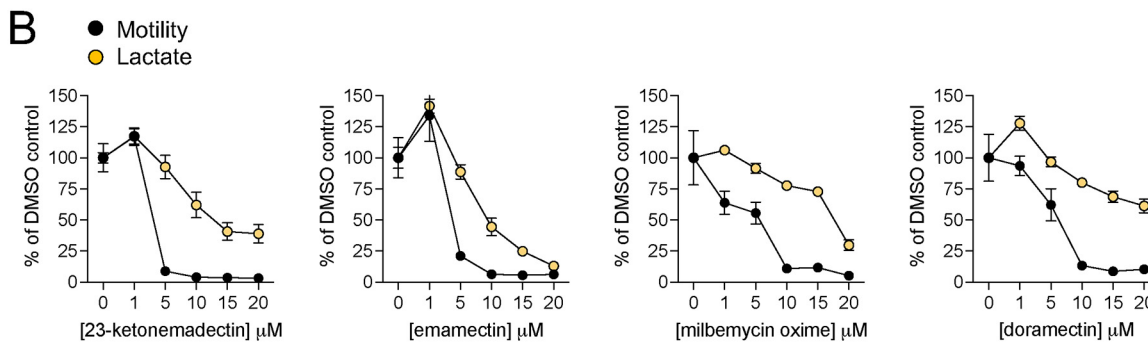 B
Motility
Lactate
% of DMSO control
150
125
100
75
50
25
0
0 1 5 10 15 20
[23-ketonemadectin] μM
% of DMSO control
150
125
100
75
50
25
0
0 1 5 10 15 20
[emamectin] μM
% of DMSO control
150
125
100
75
50
25
0
0 1 5 10 15 20
[milbemycin oxime] μM
% of DMSO control
150
125
100
75
50
25
0
0 1 5 10 15 20
[doramectin] μM